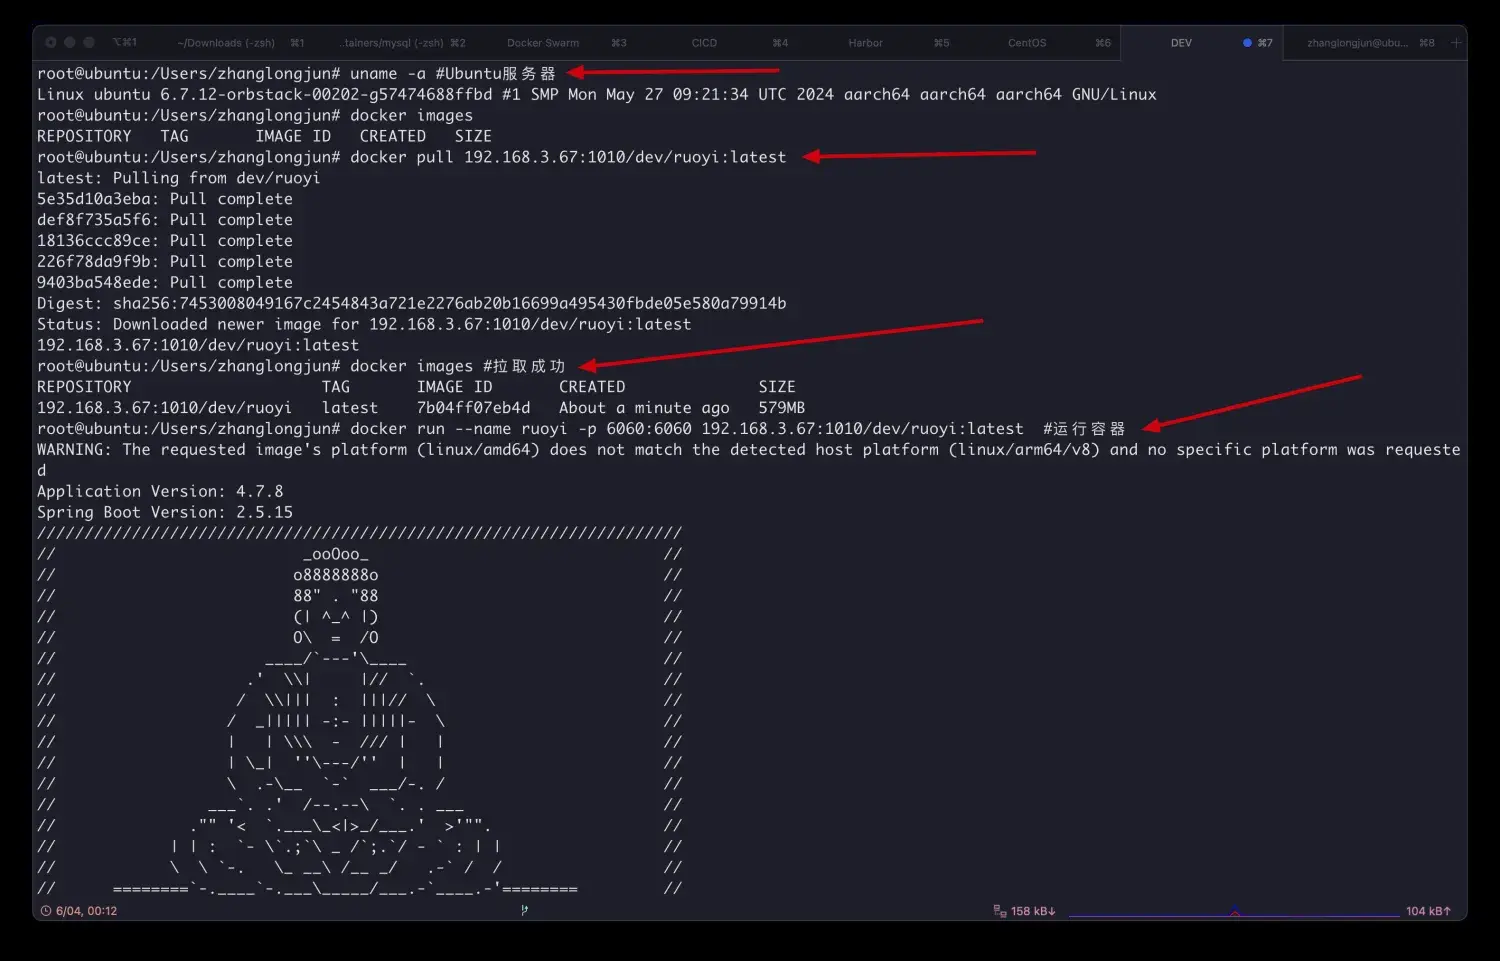 ⌥⌘1 ~/Downloads (-zsh) ⌘1 ..tainers/mysql (-zsh) ⌘2 Docker Swarm ⌘3 CICD ⌘4 Harbor ⌘5 CentOS ⌘6 DEV ⌘7 zhanglongjun@ubu... ⌘8 +
root@ubuntu:/Users/zhanglongjun# uname -a #Ubuntu服务器
Linux ubuntu 6.7.12-orbstack-00202-g57474688ffbd #1 SMP Mon May 27 09:21:34 UTC 2024 aarch64 aarch64 aarch64 GNU/Linux
root@ubuntu:/Users/zhanglongjun# docker images
REPOSITORY   TAG       IMAGE ID   CREATED   SIZE
root@ubuntu:/Users/zhanglongjun# docker pull 192.168.3.67:1010/dev/ruoyi:latest
latest: Pulling from dev/ruoyi
5e35d10a3eba: Pull complete
def8f735a5f6: Pull complete
18136ccc89ce: Pull complete
226f78da9f9b: Pull complete
9403ba548ede: Pull complete
Digest: sha256:7453008049167c2454843a721e2276ab20b16699a495430fbde05e580a79914b
Status: Downloaded newer image for 192.168.3.67:1010/dev/ruoyi:latest
192.168.3.67:1010/dev/ruoyi:latest
root@ubuntu:/Users/zhanglongjun# docker images #拉取成功
REPOSITORY                    TAG       IMAGE ID       CREATED              SIZE
192.168.3.67:1010/dev/ruoyi   latest    7b04ff07eb4d   About a minute ago   579MB
root@ubuntu:/Users/zhanglongjun# docker run --name ruoyi -p 6060:6060 192.168.3.67:1010/dev/ruoyi:latest  #运行容器
WARNING: The requested image's platform (linux/amd64) does not match the detected host platform (linux/arm64/v8) and no specific platform was requeste
d
Application Version: 4.7.8
Spring Boot Version: 2.5.15
////////////////////////////////////////////////////////////////////
//                          _ooOoo_                               //
//                         o8888888o                              //
//                         88" . "88                              //
//                         (| ^_^ |)                              //
//                         O\  =  /O                              //
//                      ____/`---'\____                           //
//                    .'  \\|     |//  `.                         //
//                   /  \\|||  :  |||//  \                        //
//                  /  _||||| -:- |||||-  \                       //
//                  |   | \\\  -  /// |   |                       //
//                  | \_|  ''\---/''  |   |                       //
//                  \  .-\__  `-`  ___/-. /                       //
//                ___`. .'  /--.--\  `. . ___                     //
//              ."" '<  `.___\_<|>_/___.'  >'"".                  //
//            | | :  `- \`.;`\ _ /`;.`/ - ` : | |                 //
//            \  \ `-.   \_ __\ /__ _/   .-` /  /                 //
//      ========`-.____`-.___\_____/___.-`____.-'========         //
6/04, 00:12 158 kB↓ 104 kB↑